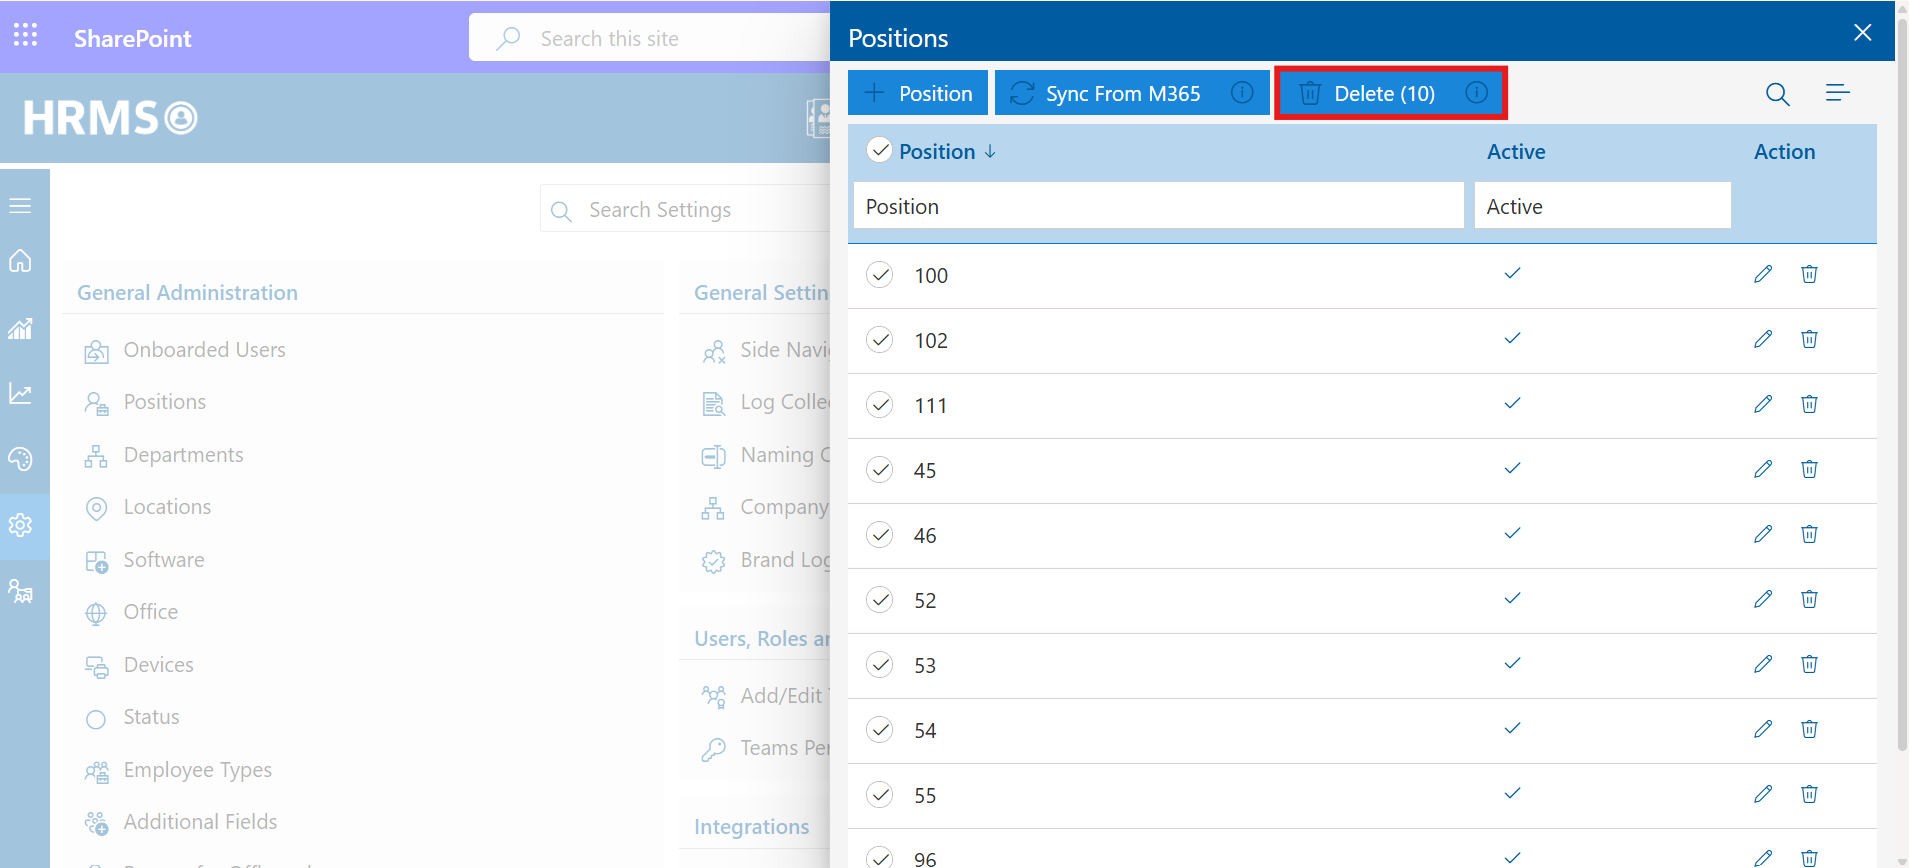 SharePoint
Search this site
HRMS
Search Settings
General Administration
Onboarded Users
Positions
Departments
Locations
Software
Office
Devices
Status
Employee Types
Additional Fields
General Settin
Side Navi
Log Colle
Naming C
Company
Brand Log
Users, Roles an
Add/Edit
Teams Per
Integrations
Positions
Position
Sync From M365
Delete (10)
Position Active Action
Position Active
100
102
111
45
46
52
53
54
55
96